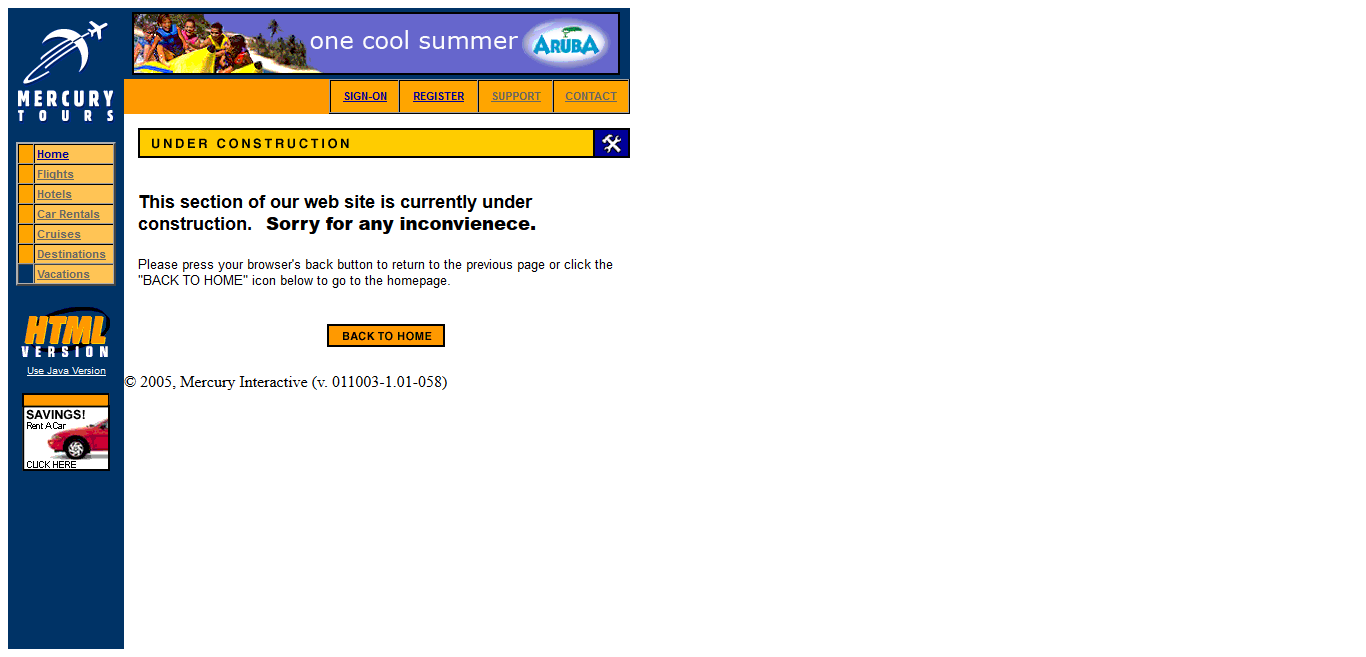 MERCURY
TOURS
one cool summer ARUBA
SIGN-ON REGISTER SUPPORT CONTACT
UNDER CONSTRUCTION
Home
Flights
Hotels
Car Rentals
Cruises
Destinations
Vacations
This section of our web site is currently under
construction. Sorry for any inconvienece.
Please press your browser's back button to return to the previous page or click the
"BACK TO HOME" icon below to go to the homepage.
BACK TO HOME
HTML
VERSION
Use Java Version
© 2005, Mercury Interactive (v. 011003-1.01-058)
SAVINGS!
Rent A Car
CLICK HERE